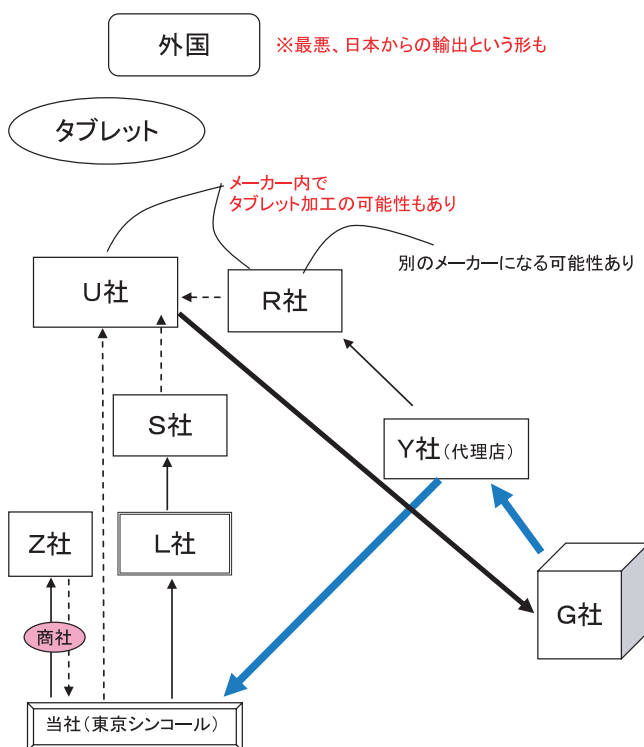 外国
※最悪、日本からの輸出という形も
タブレット
メーカー内で
タブレット加工の可能性もあり
別のメーカーになる可能性あり
U社
R社
S社
Y社(代理店)
Z社
L社
G社
商社
当社(東京シンコール)